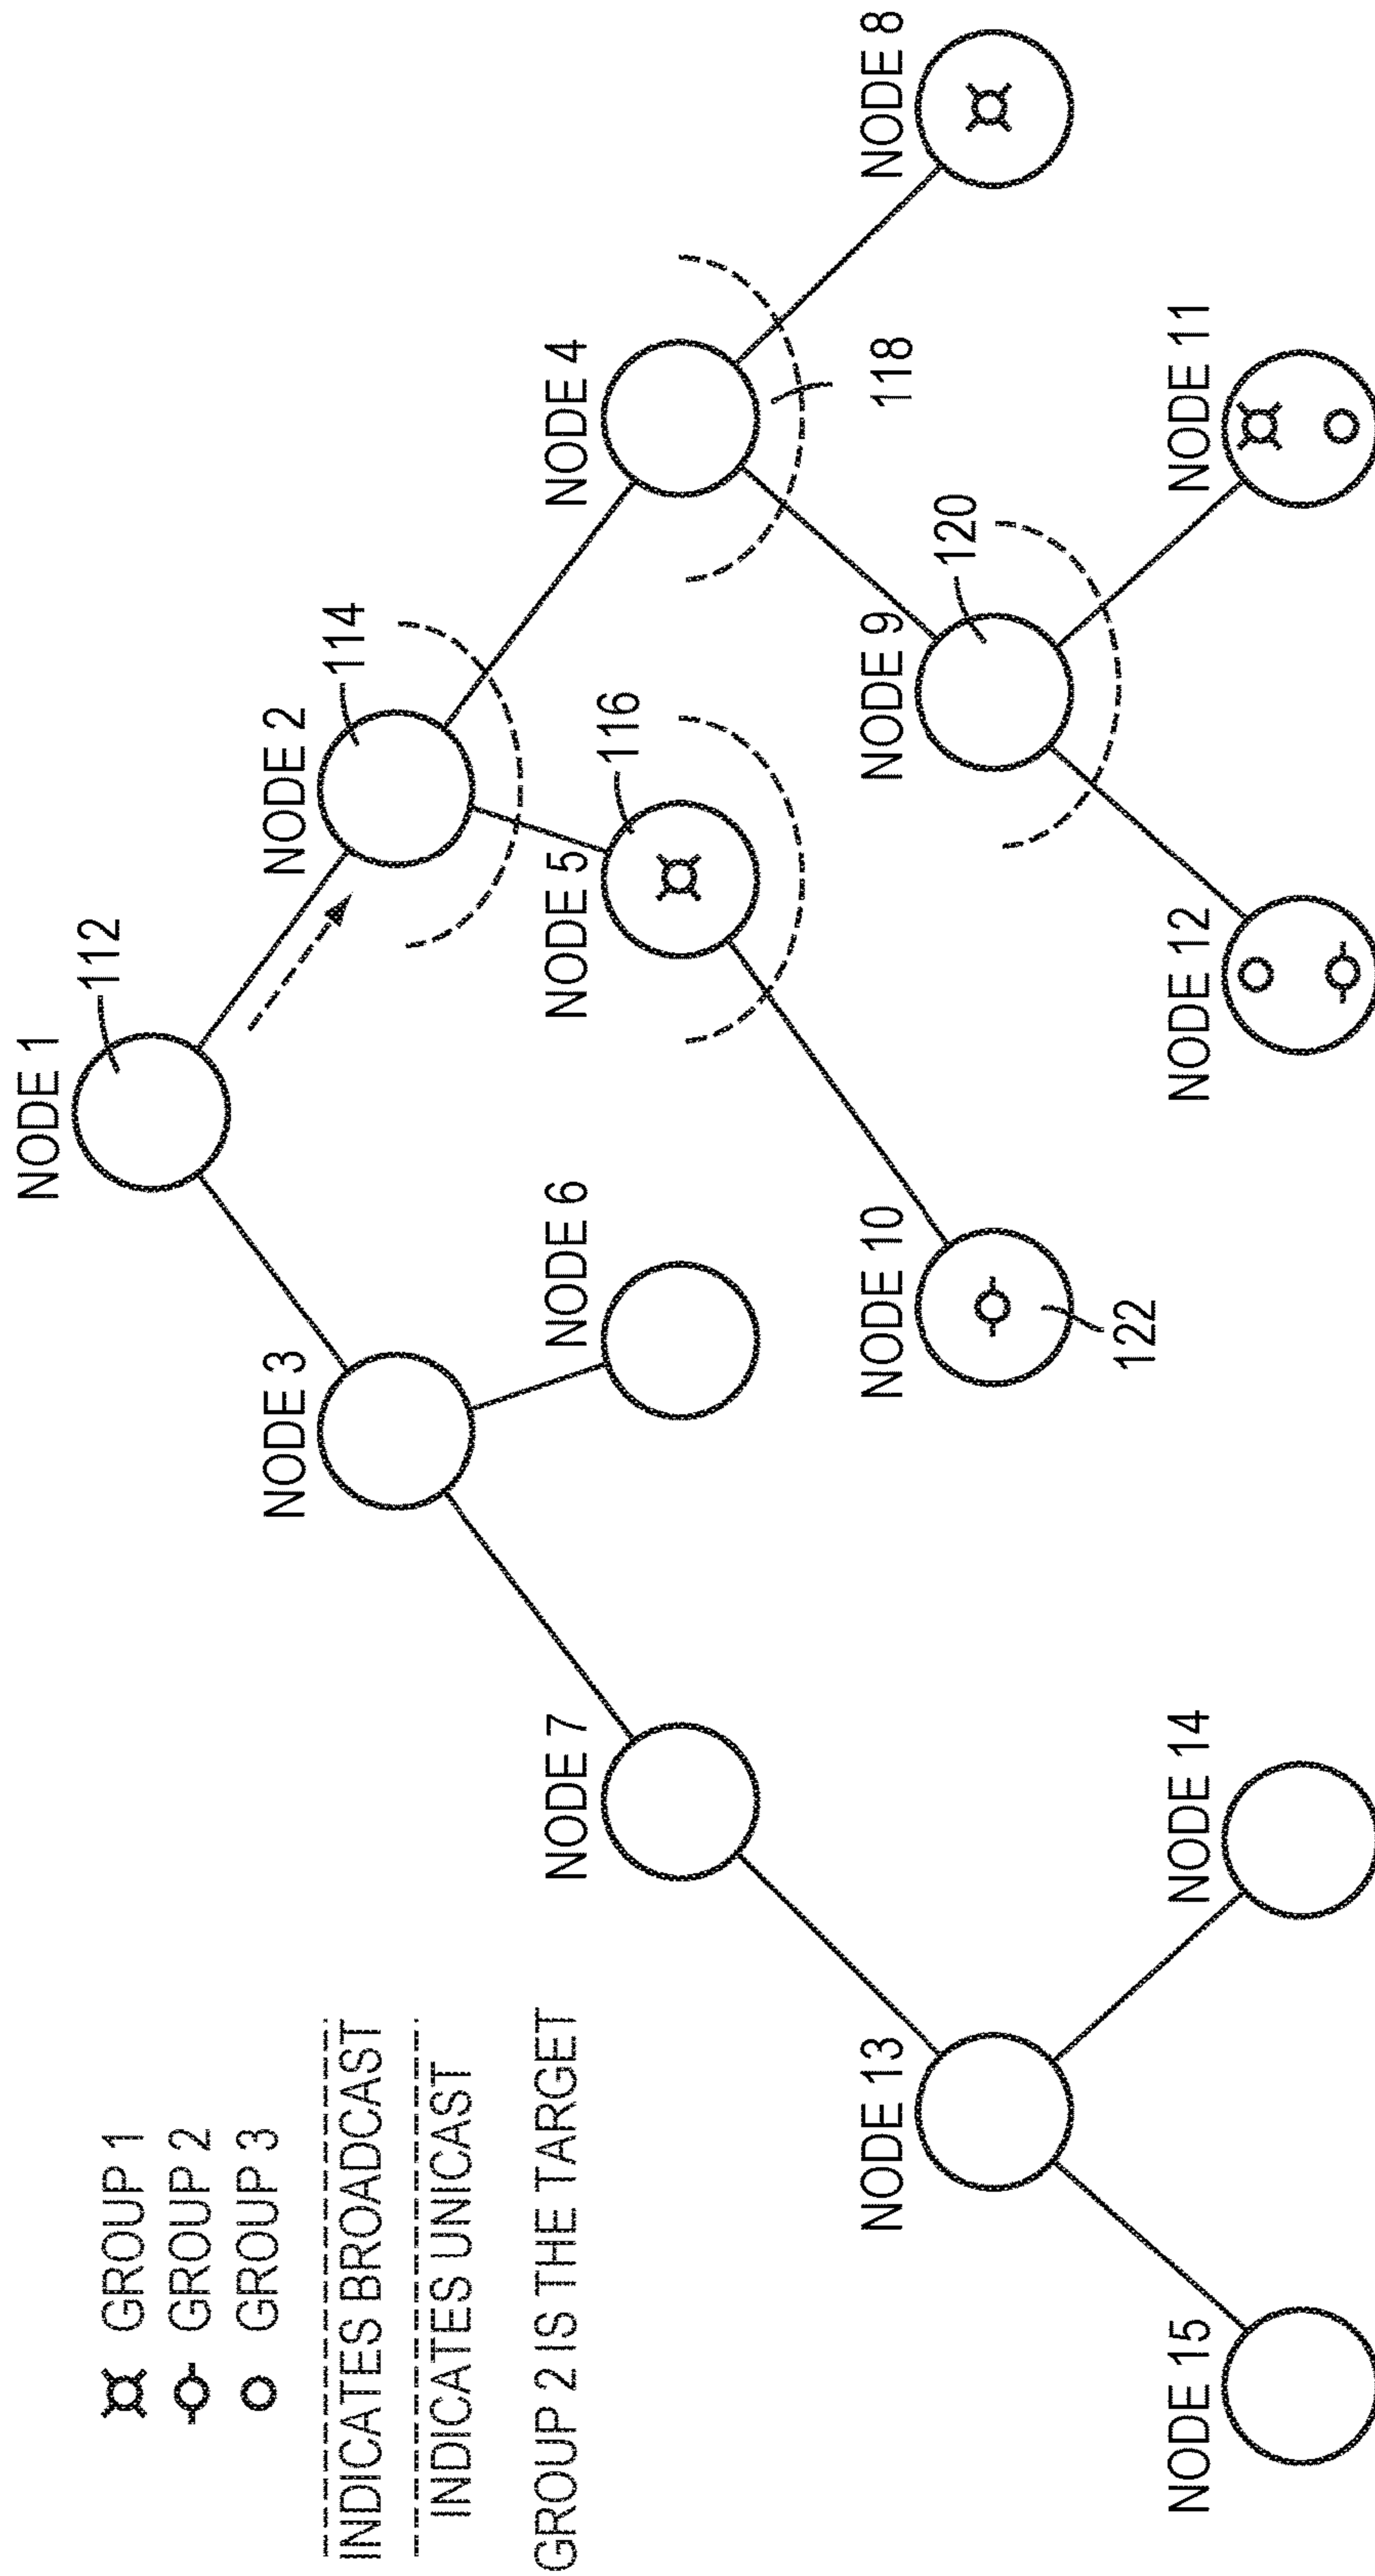 GROUP 1
GROUP 2
GROUP 3
INDICATES BROADCAST
INDICATES UNICAST
GROUP 2 IS THE TARGET
NODE 1
112
NODE 3
NODE 2
114
NODE 7
NODE 6
NODE 5
116
NODE 4
118
NODE 13
NODE 10
122
NODE 9
120
NODE 8
NODE 15
NODE 14
NODE 12
NODE 11